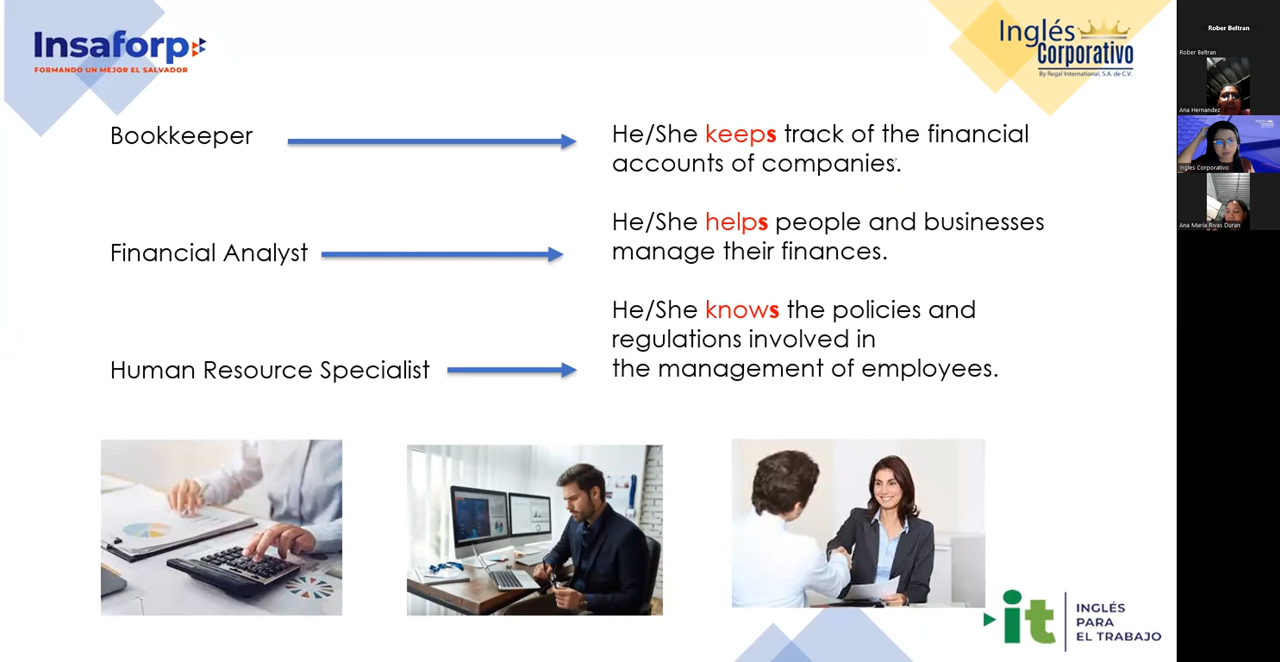 Insaforp
FORMANDO UN MEJOR EL SALVADOR
Inglés
Corporativo
By Regal International, S.A. de C.V.
Bookkeeper
He/She keeps track of the financial
accounts of companies.
Financial Analyst
He/She helps people and businesses
manage their finances.
Human Resource Specialist
He/She knows the policies and
regulations involved in
the management of employees.
it
INGLÉS
PARA
EL TRABAJO
Rober Beltran
Rober Beltran
Ana Hernandez
Ingles Corporativo
Ana María Rivas Duran